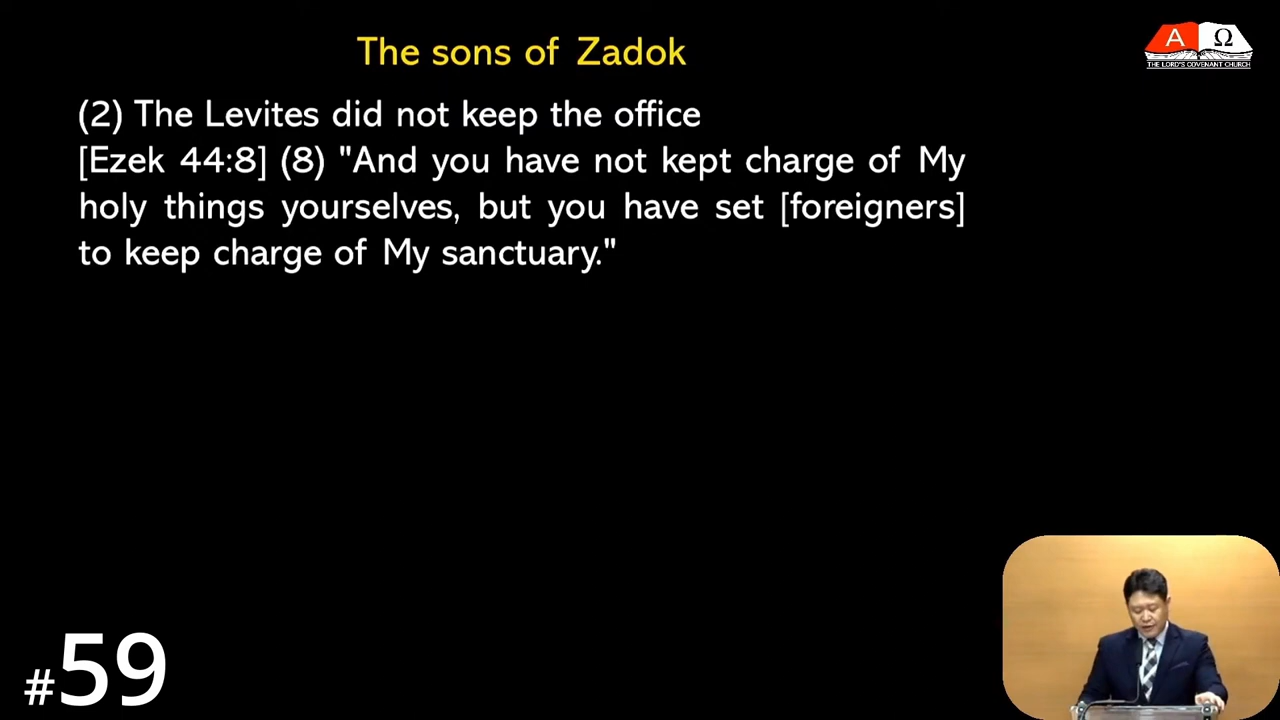 The sons of Zadok
A Ω
THE LORD'S COVENANT CHURCH
(2) The Levites did not keep the office
[Ezek 44:8] (8) "And you have not kept charge of My
holy things yourselves, but you have set [foreigners]
to keep charge of My sanctuary."
#59